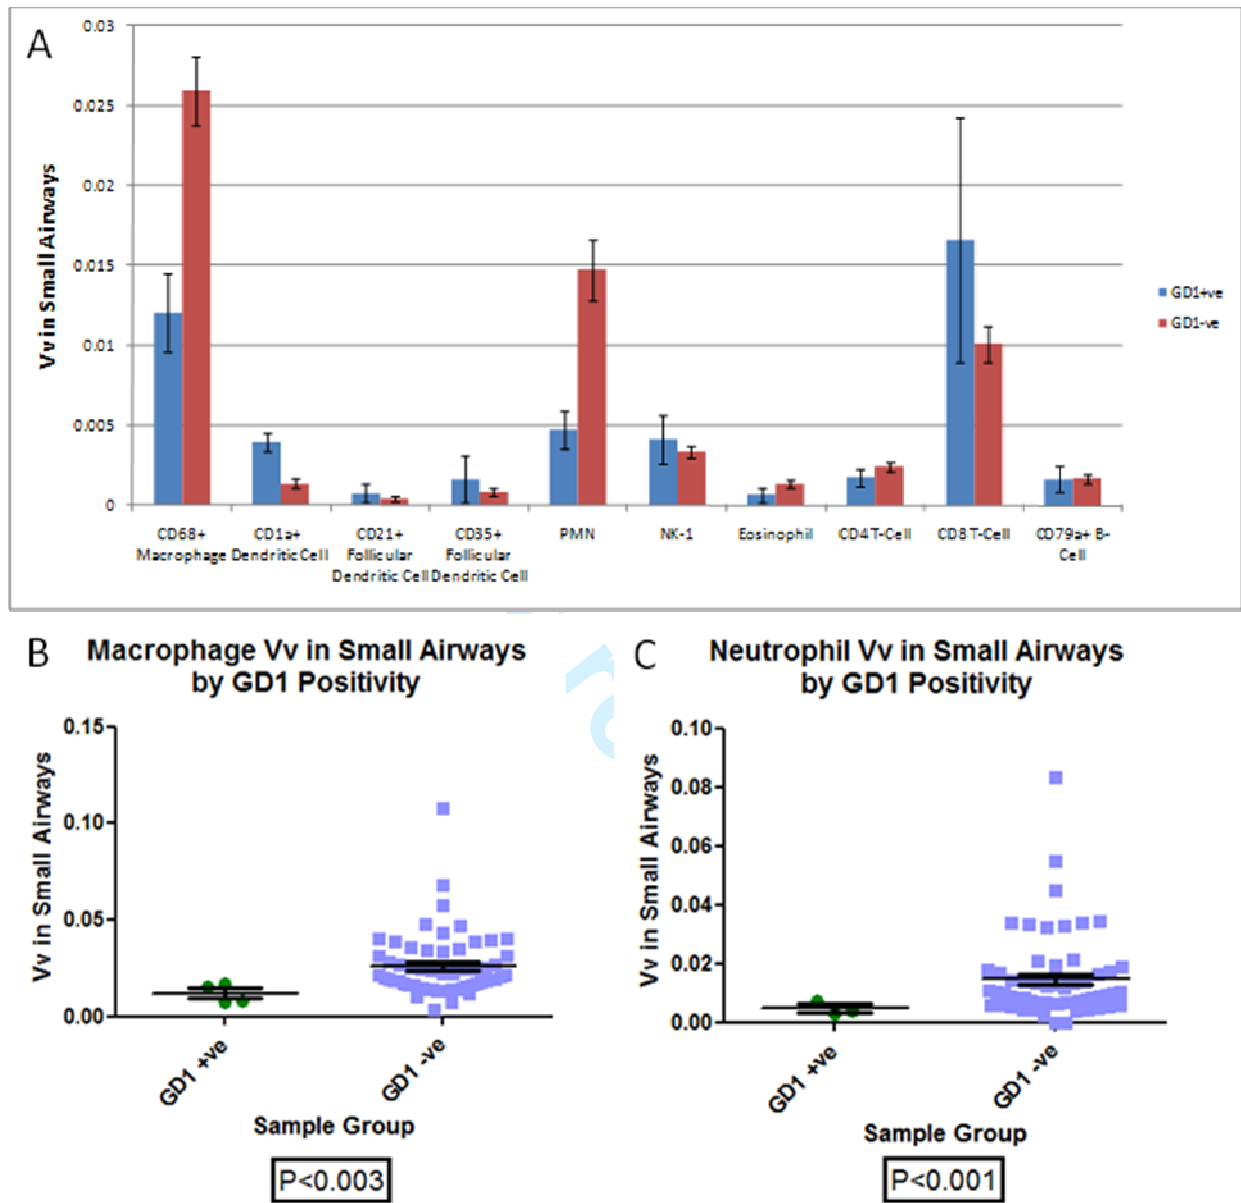 A
0.03
0.025
0.02
0.015
0.01
0.005
0
Vv in Small Airways
CD68+ Macrophage
CD1a+ Dendritic Cell
CD21+ Follicular Dendritic Cell
CD35+ Follicular Dendritic Cell
PMN
NK-1
Eosinophil
CD4 T-Cell
CD8 T-Cell
CD79a+ B-Cell
GD1+ve
GD1-ve
B
Macrophage Vv in Small Airways
by GD1 Positivity
0.15
0.10
0.05
0.00
Vv in Small Airways
GD1 +ve
GD1 -ve
Sample Group
P<0.003
C
Neutrophil Vv in Small Airways
by GD1 Positivity
0.10
0.08
0.06
0.04
0.02
0.00
Vv in Small Airways
GD1 +ve
GD1 -ve
Sample Group
P<0.001